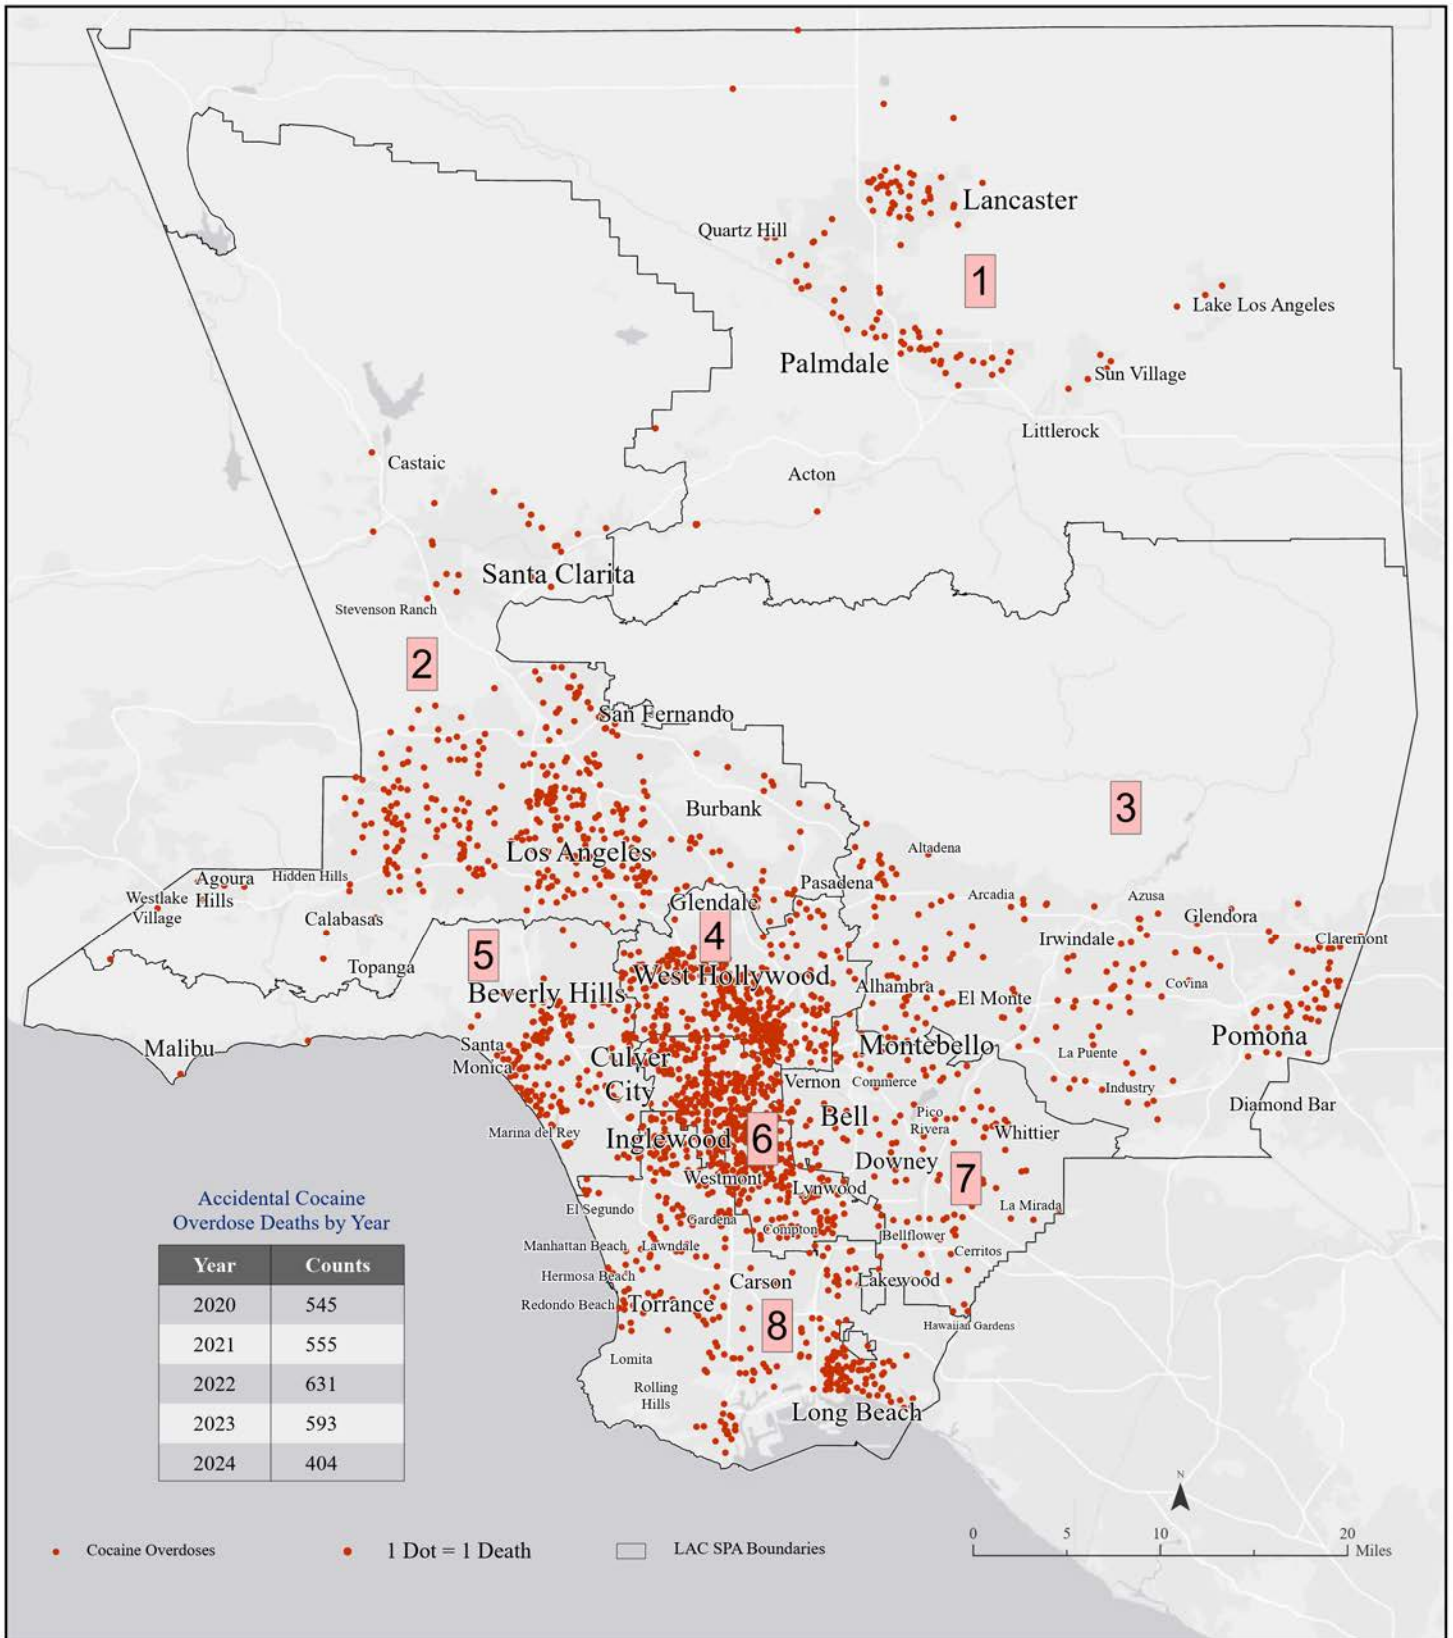 Lancaster
Quartz Hill
1
Lake Los Angeles
Palmdale
Sun Village
Littlerock
Castaic
Acton
Santa Clarita
Stevenson Ranch
2
San Fernando
3
Burbank
Los Angeles
Altadena
Agoura
Hills
Hidden Hills
Pasadena
Westlake
Village
Glendale
Arcadia
Azusa
Calabasas
Glendora
4
Irwindale
Claremont
5
Topanga
West Hollywood
Beverly Hills
Alhambra
El Monte
Covina
Malibu
Santa
Monica
Culver
City
Montebello
Pomona
La Puente
Vernon
Commerce
Industry
Diamond Bar
Bell
Pico
Rivera
Marina del Rey
Inglewood
6
Whittier
Downey
7
Westmont
Lynwood
La Mirada
El Segundo
Gardena
Compton
Bellflower
Manhattan Beach
Lawndale
Cerritos
Hermosa Beach
Carson
Lakewood
Redondo Beach
Torrance
8
Hawaiian Gardens
Lomita
Rolling
Hills
Long Beach
Accidental Cocaine
Overdose Deaths by Year
Year Counts
2020 545
2021 555
2022 631
2023 593
2024 404
N
0 5 10 20
Miles
Cocaine Overdoses
1 Dot = 1 Death
LAC SPA Boundaries